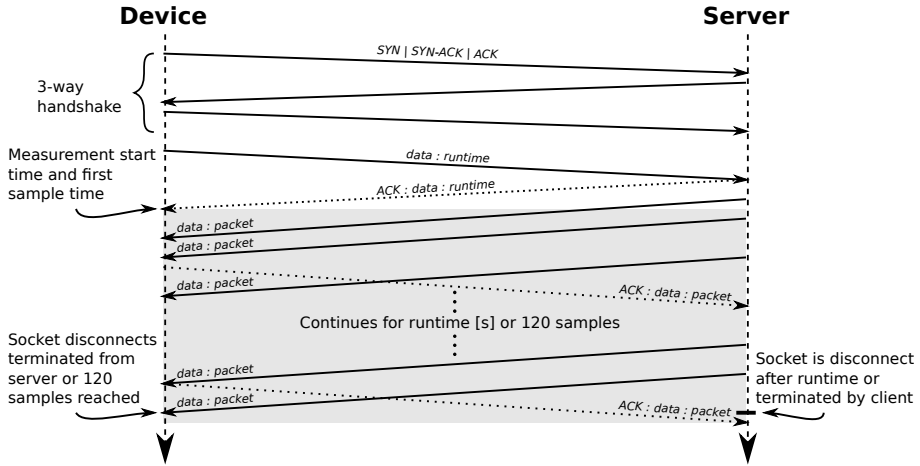 Device
Server
SYN | SYN-ACK | ACK
3-way
handshake
data : runtime
Measurement start
time and first
sample time
ACK : data : runtime
data : packet
data : packet
data : packet
ACK : data : packet
Continues for runtime [s] or 120 samples
Socket disconnects
terminated from
server or 120
samples reached
data : packet
data : packet
ACK : data : packet
Socket is disconnect
after runtime or
terminated by client